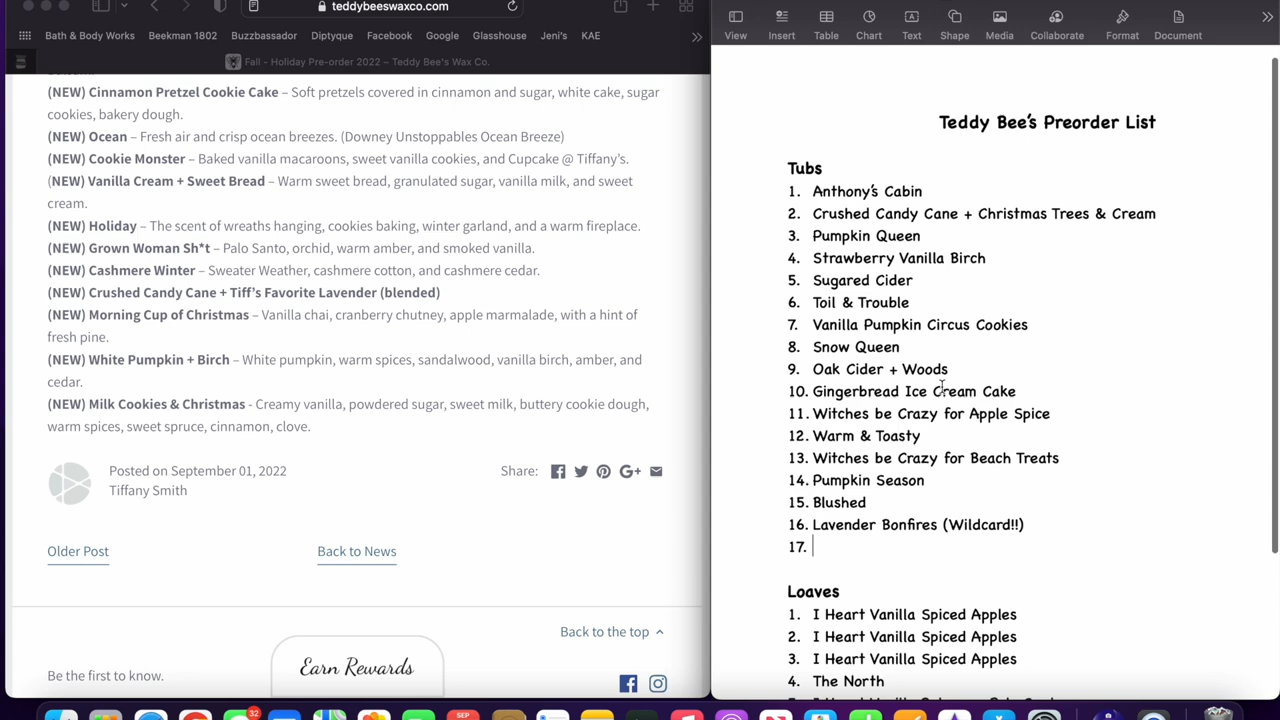 teddybeeswaxco.com
Bath & Body Works Beekman 1802 Buzzbassador Diptyque Facebook Google Glasshouse Jeni's KAE
Fall - Holiday Pre-order 2022 – Teddy Bee's Wax Co.
(NEW) Cinnamon Pretzel Cookie Cake – Soft pretzels covered in cinnamon and sugar, white cake, sugar
cookies, bakery dough.
(NEW) Ocean – Fresh air and crisp ocean breezes. (Downey Unstoppables Ocean Breeze)
(NEW) Cookie Monster – Baked vanilla macaroons, sweet vanilla cookies, and Cupcake @ Tiffany's.
(NEW) Vanilla Cream + Sweet Bread – Warm sweet bread, granulated sugar, vanilla milk, and sweet
cream.
(NEW) Holiday – The scent of wreaths hanging, cookies baking, winter garland, and a warm fireplace.
(NEW) Grown Woman Sh*t – Palo Santo, orchid, warm amber, and smoked vanilla.
(NEW) Cashmere Winter – Sweater Weather, cashmere cotton, and cashmere cedar.
(NEW) Crushed Candy Cane + Tiff's Favorite Lavender (blended)
(NEW) Morning Cup of Christmas – Vanilla chai, cranberry chutney, apple marmalade, with a hint of
fresh pine.
(NEW) White Pumpkin + Birch – White pumpkin, warm spices, sandalwood, vanilla birch, amber, and
cedar.
(NEW) Milk Cookies & Christmas - Creamy vanilla, powdered sugar, sweet milk, buttery cookie dough,
warm spices, sweet spruce, cinnamon, clove.
Posted on September 01, 2022
Tiffany Smith
Share:
Older Post
Back to News
Back to the top
Earn Rewards
Be the first to know.
View Insert Table Chart Text Shape Media Collaborate Format Document
Teddy Bee's Preorder List
Tubs
1. Anthony's Cabin
2. Crushed Candy Cane + Christmas Trees & Cream
3. Pumpkin Queen
4. Strawberry Vanilla Birch
5. Sugared Cider
6. Toil & Trouble
7. Vanilla Pumpkin Circus Cookies
8. Snow Queen
9. Oak Cider + Woods
10. Gingerbread Ice Cream Cake
11. Witches be Crazy for Apple Spice
12. Warm & Toasty
13. Witches be Crazy for Beach Treats
14. Pumpkin Season
15. Blushed
16. Lavender Bonfires (Wildcard!!)
17.
Loaves
1. I Heart Vanilla Spiced Apples
2. I Heart Vanilla Spiced Apples
3. I Heart Vanilla Spiced Apples
4. The North
32
SEP